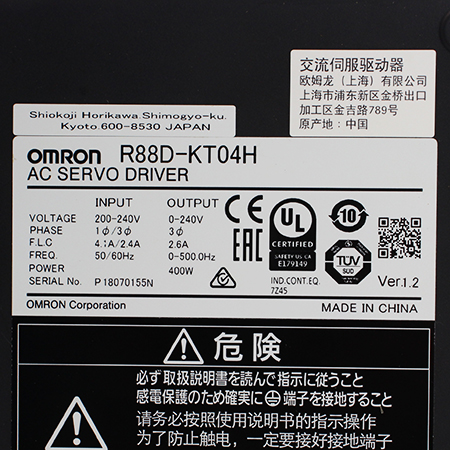 交流伺服驱动器
欧姆龙（上海）有限公司
上海市浦东新区金桥出口
加工区金吉路789号
原产地：中国
Shiokoji Horikawa, Shimogyo-ku,
Kyoto, 600-8530 JAPAN
OMRON R88D-KT04H
AC SERVO DRIVER
INPUT OUTPUT
VOLTAGE 200-240V 0-240V
PHASE 1Ø/3Ø 3Ø
F.L.C 4.1A/2.4A 2.6A
FREQ. 50/60Hz 0-500.0Hz
POWER 400W
SERIAL No. P 18070155N
CE
EAC
UL
CERTIFIED
SAFETY US CA
E179149
IND.CONT.EQ.
7Z45
10
TÜV
SUD
Ver.1.2
OMRON Corporation MADE IN CHINA
危険
必ず取扱説明書を読んで指示に従うこと
感電保護のため確実に端子を接地すること
请务必按照使用说明书的指示操作
为了防止触电，一定要接好接地端子